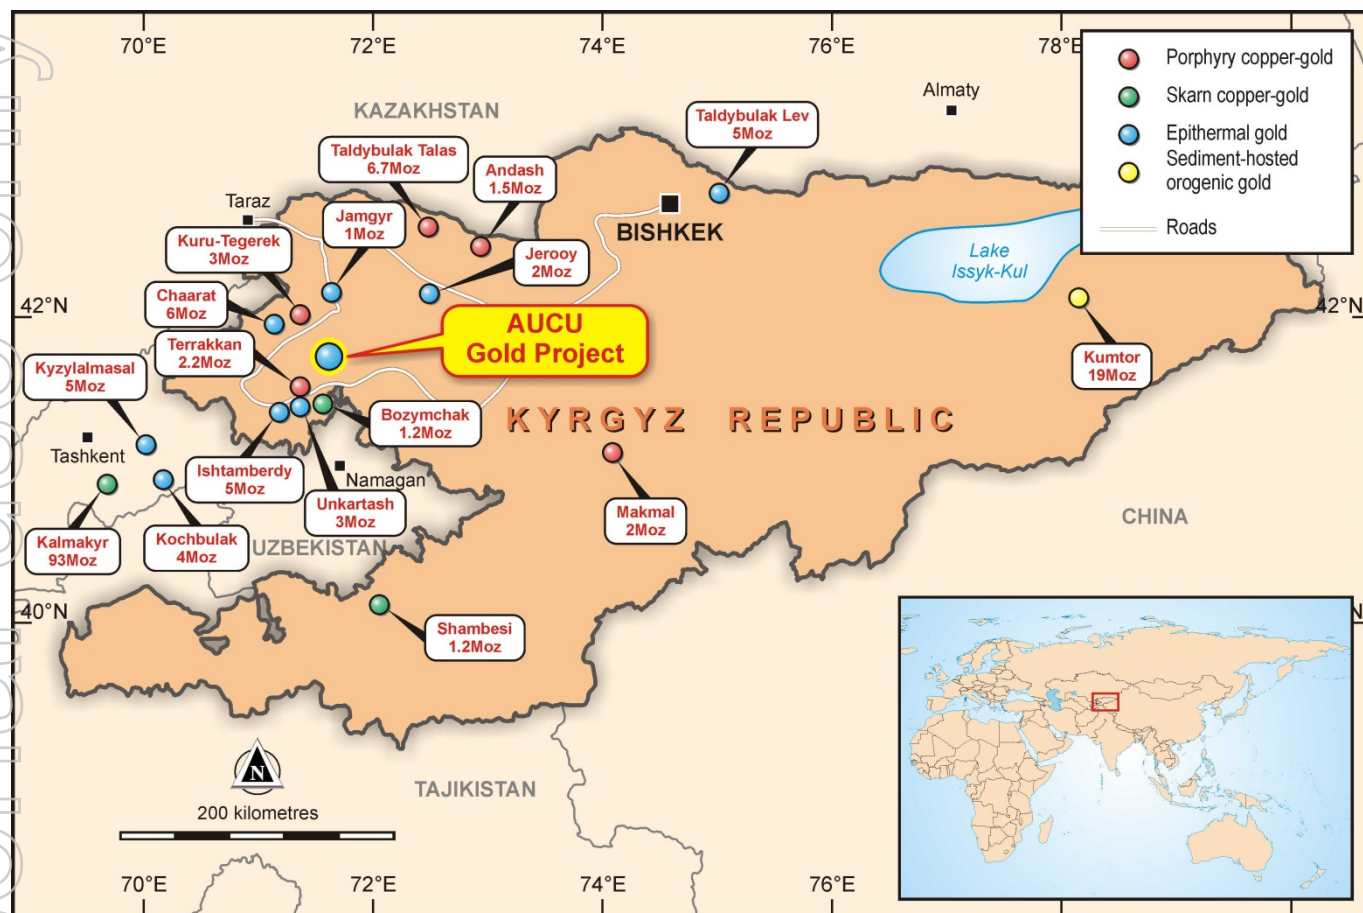 70°E
72°E
74°E
76°E
78°E
Porphyry copper-gold
Skarn copper-gold
Epithermal gold
Sediment-hosted
orogenic gold
Roads
Almaty
KAZAKHSTAN
Taldybulak Lev
5Moz
Taldybulak Talas
6.7Moz
Andash
1.5Moz
Taraz
Jamgyr
1Moz
BISHKEK
Kuru-Tegerek
3Moz
Jerooy
2Moz
Lake
Issyk-Kul
Chaarat
6Moz
42°N
42°N
AUCU
Gold Project
Terrakkan
2.2Moz
Kyzylalmasal
5Moz
Kumtor
19Moz
Bozymchak
1.2Moz
KYRGYZ REPUBLIC
Tashkent
Ishtamberdy
5Moz
Namagan
Unkartash
3Moz
Makmal
2Moz
CHINA
Kalmakyr
93Moz
Kochbulak
4Moz
UZBEKISTAN
40°N
Shambesi
1.2Moz
N
TAJIKISTAN
200 kilometres
70°E
72°E
74°E
76°E